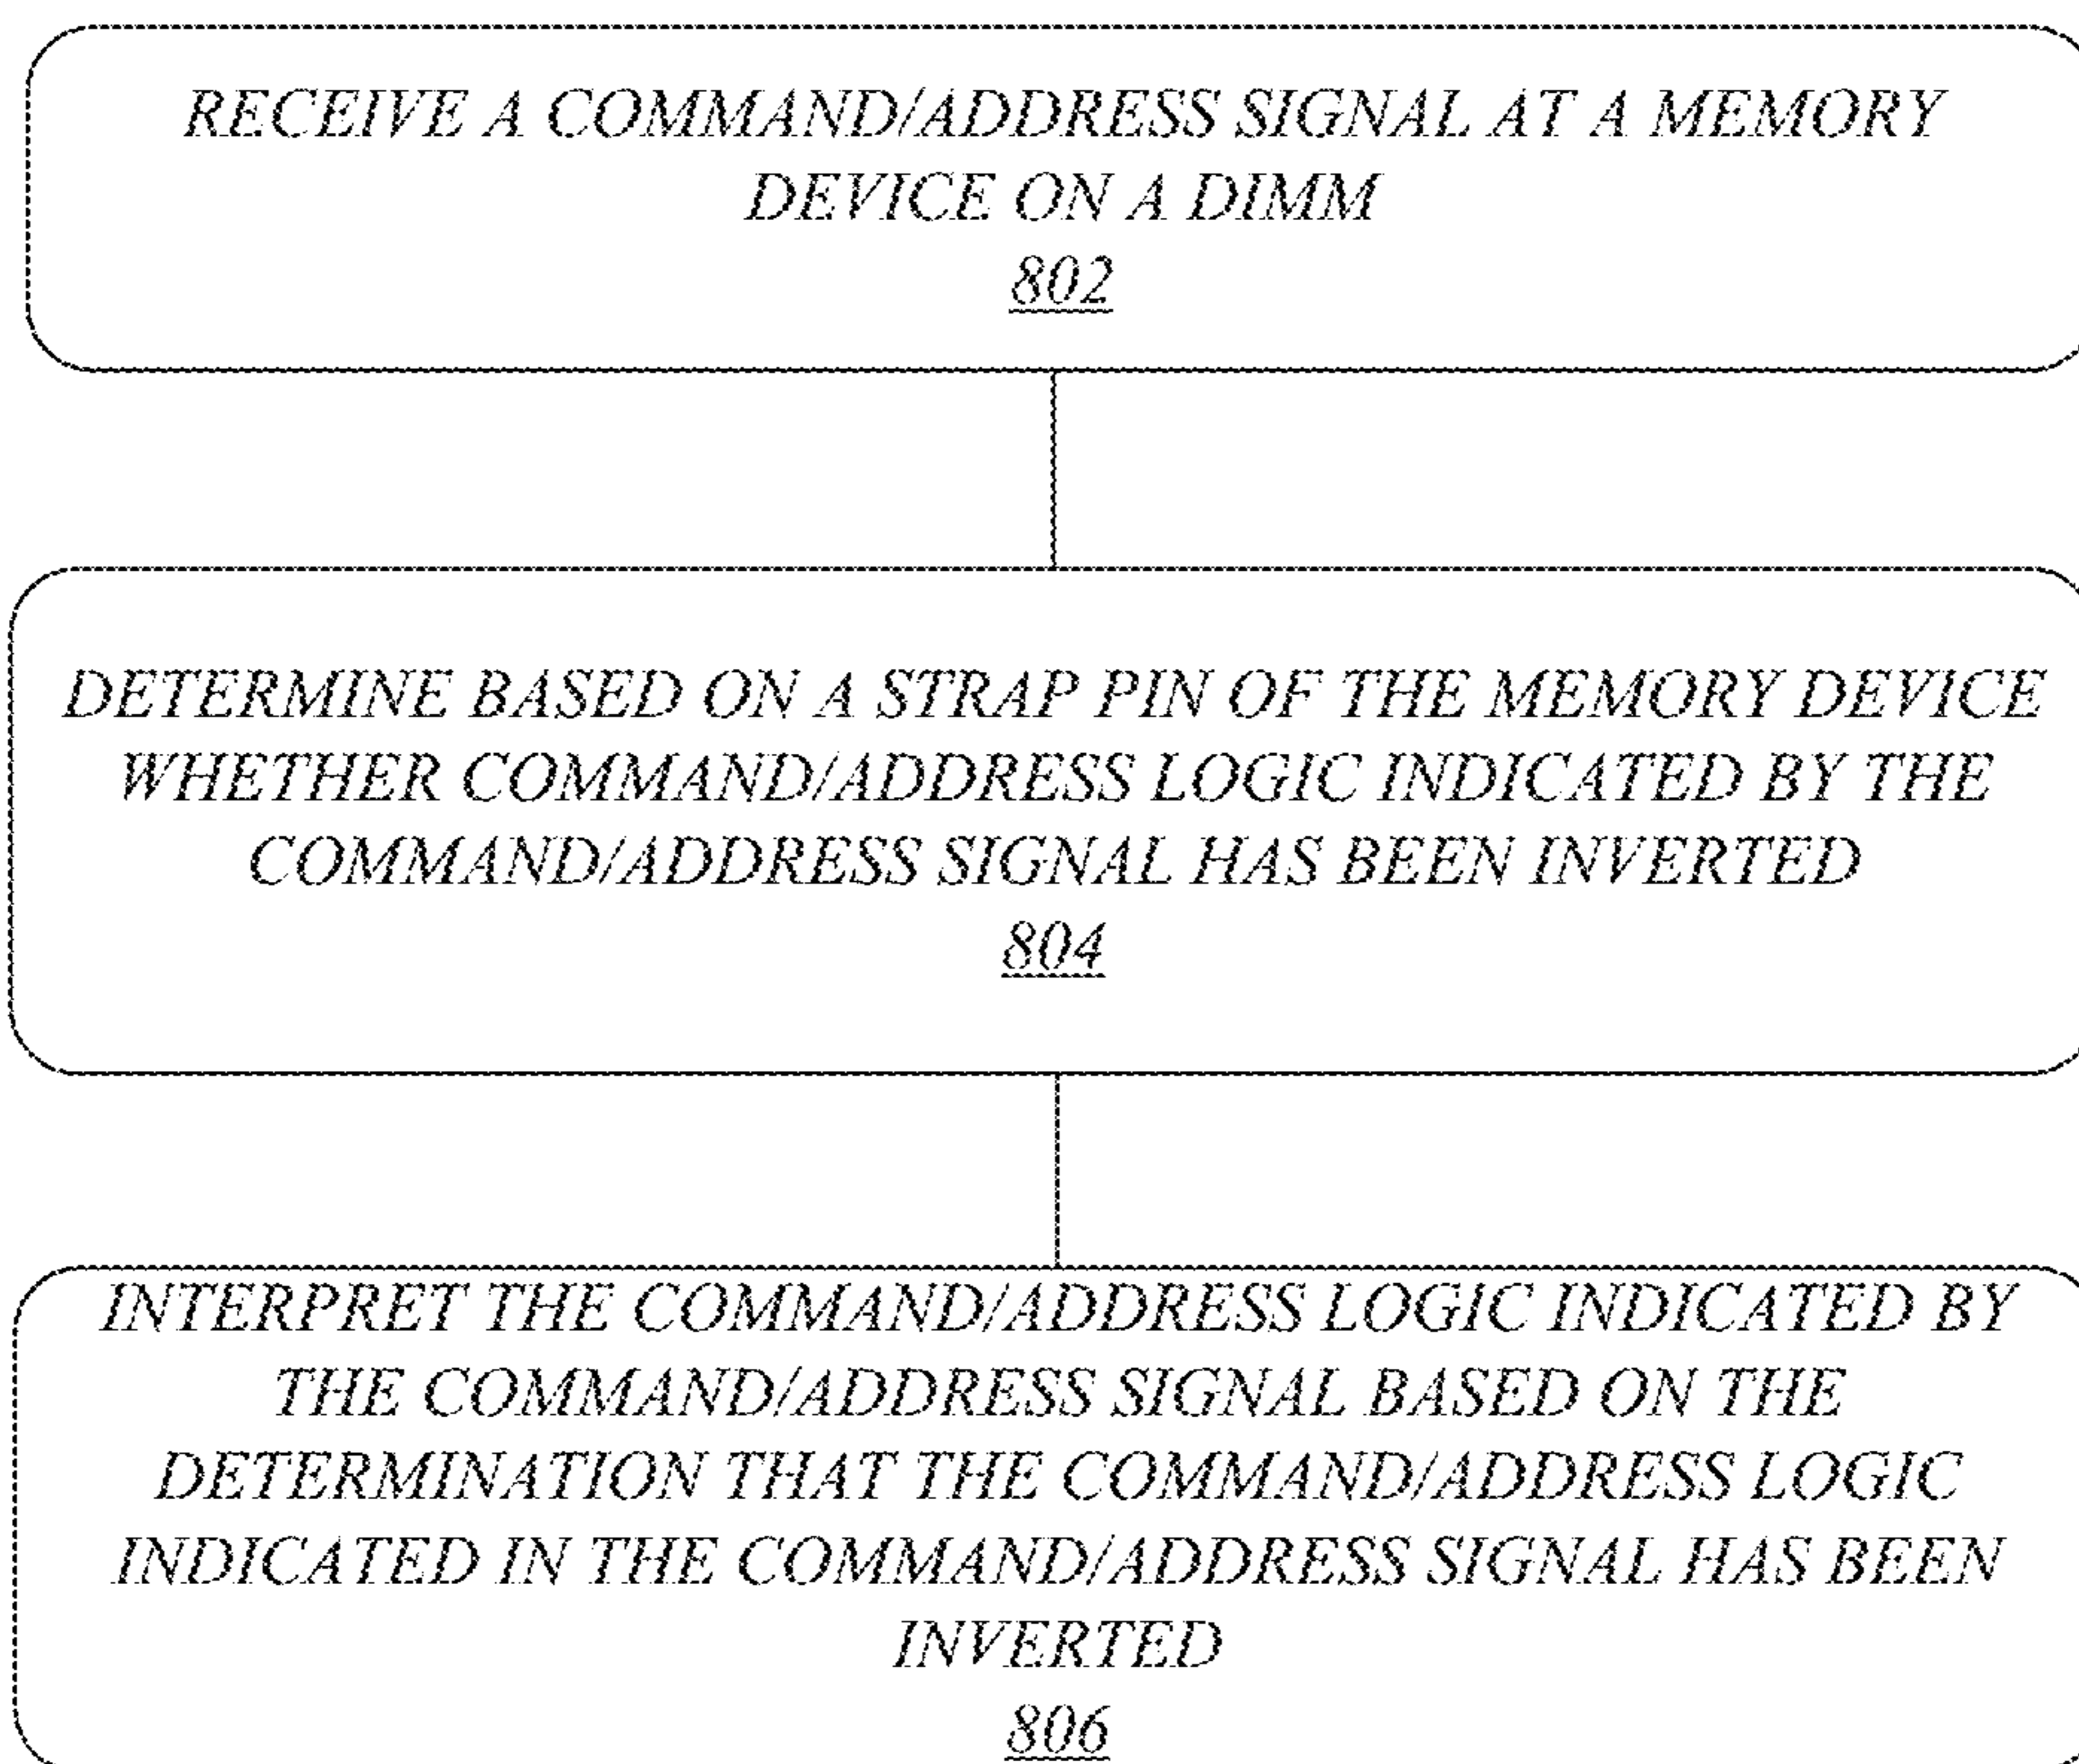 RECEIVE A COMMAND/ADDRESS SIGNAL AT A MEMORY
DEVICE ON A DIMM
802
DETERMINE BASED ON A STRAP PIN OF THE MEMORY DEVICE
WHETHER COMMAND/ADDRESS LOGIC INDICATED BY THE
COMMAND/ADDRESS SIGNAL HAS BEEN INVERTED
804
INTERPRET THE COMMAND/ADDRESS LOGIC INDICATED BY
THE COMMAND/ADDRESS SIGNAL BASED ON THE
DETERMINATION THAT THE COMMAND/ADDRESS LOGIC
INDICATED IN THE COMMAND/ADDRESS SIGNAL HAS BEEN
INVERTED
806